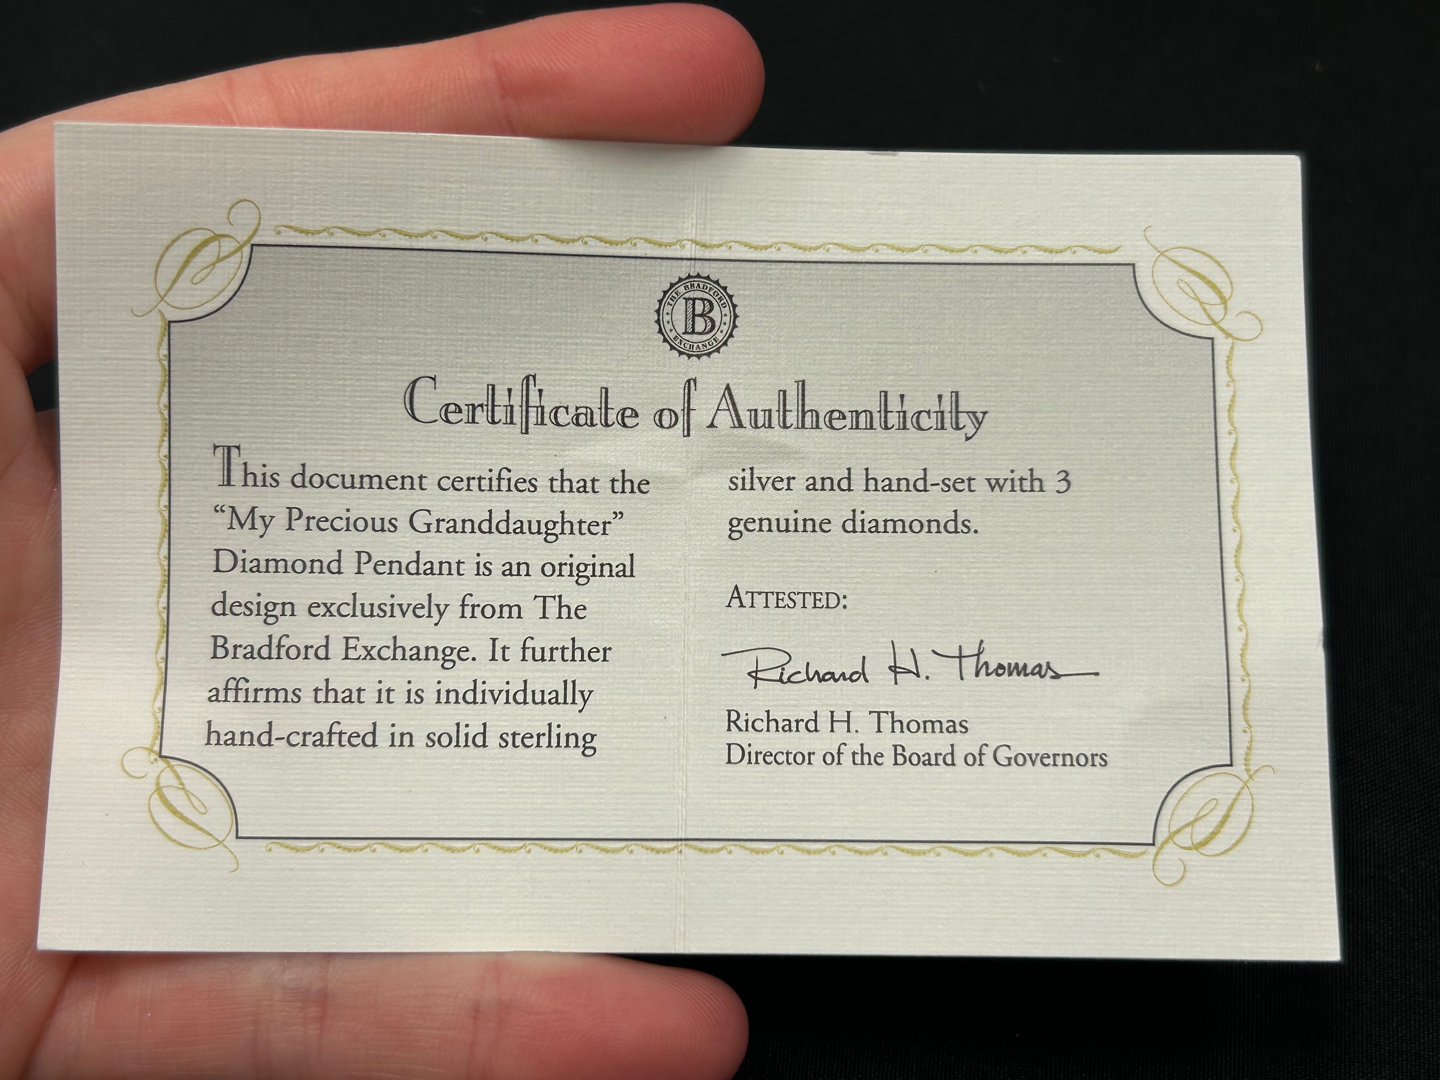 THE BRADFORD
B
EXCHANGE
Certificate of Authenticity
This document certifies that the
“My Precious Granddaughter”
Diamond Pendant is an original
design exclusively from The
Bradford Exchange. It further
affirms that it is individually
hand-crafted in solid sterling
silver and hand-set with 3
genuine diamonds.
ATTESTED:
Richard H. Thomas
Richard H. Thomas
Director of the Board of Governors